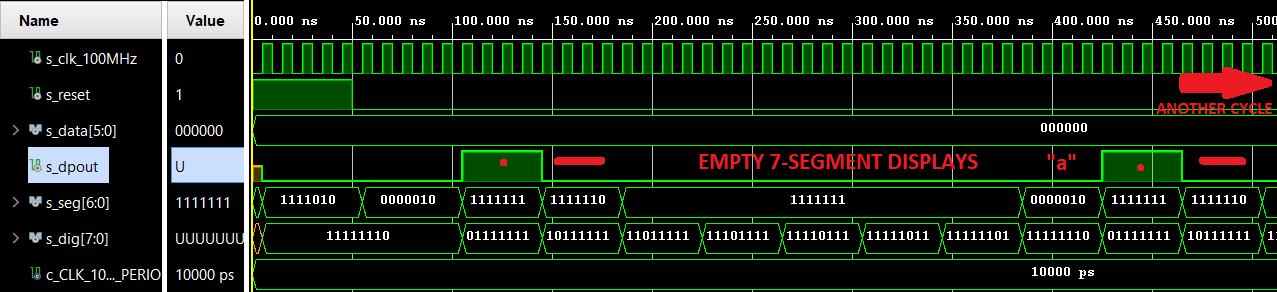 Name Value 0.000 ns 50.000 ns 100.000 ns 150.000 ns 200.000 ns 250.000 ns 300.000 ns 350.000 ns 400.000 ns 450.000 ns
s_clk_100MHz 0
s_reset 1
ANOTHER CYCLE
s_data[5:0] 000000 000000
s_dpout U EMPTY 7-SEGMENT DISPLAYS "a"
s_seg[6:0] 1111111 1111010 0000010 1111111 1111110 1111111 0000010 1111111 1111110
s_dig[7:0] UUUUUUU 11111110 01111111 10111111 11011111 11101111 11110111 11111011 11111101 11111110 01111111 10111111
c_CLK_10..._PERIO 10000 ps 10000 ps